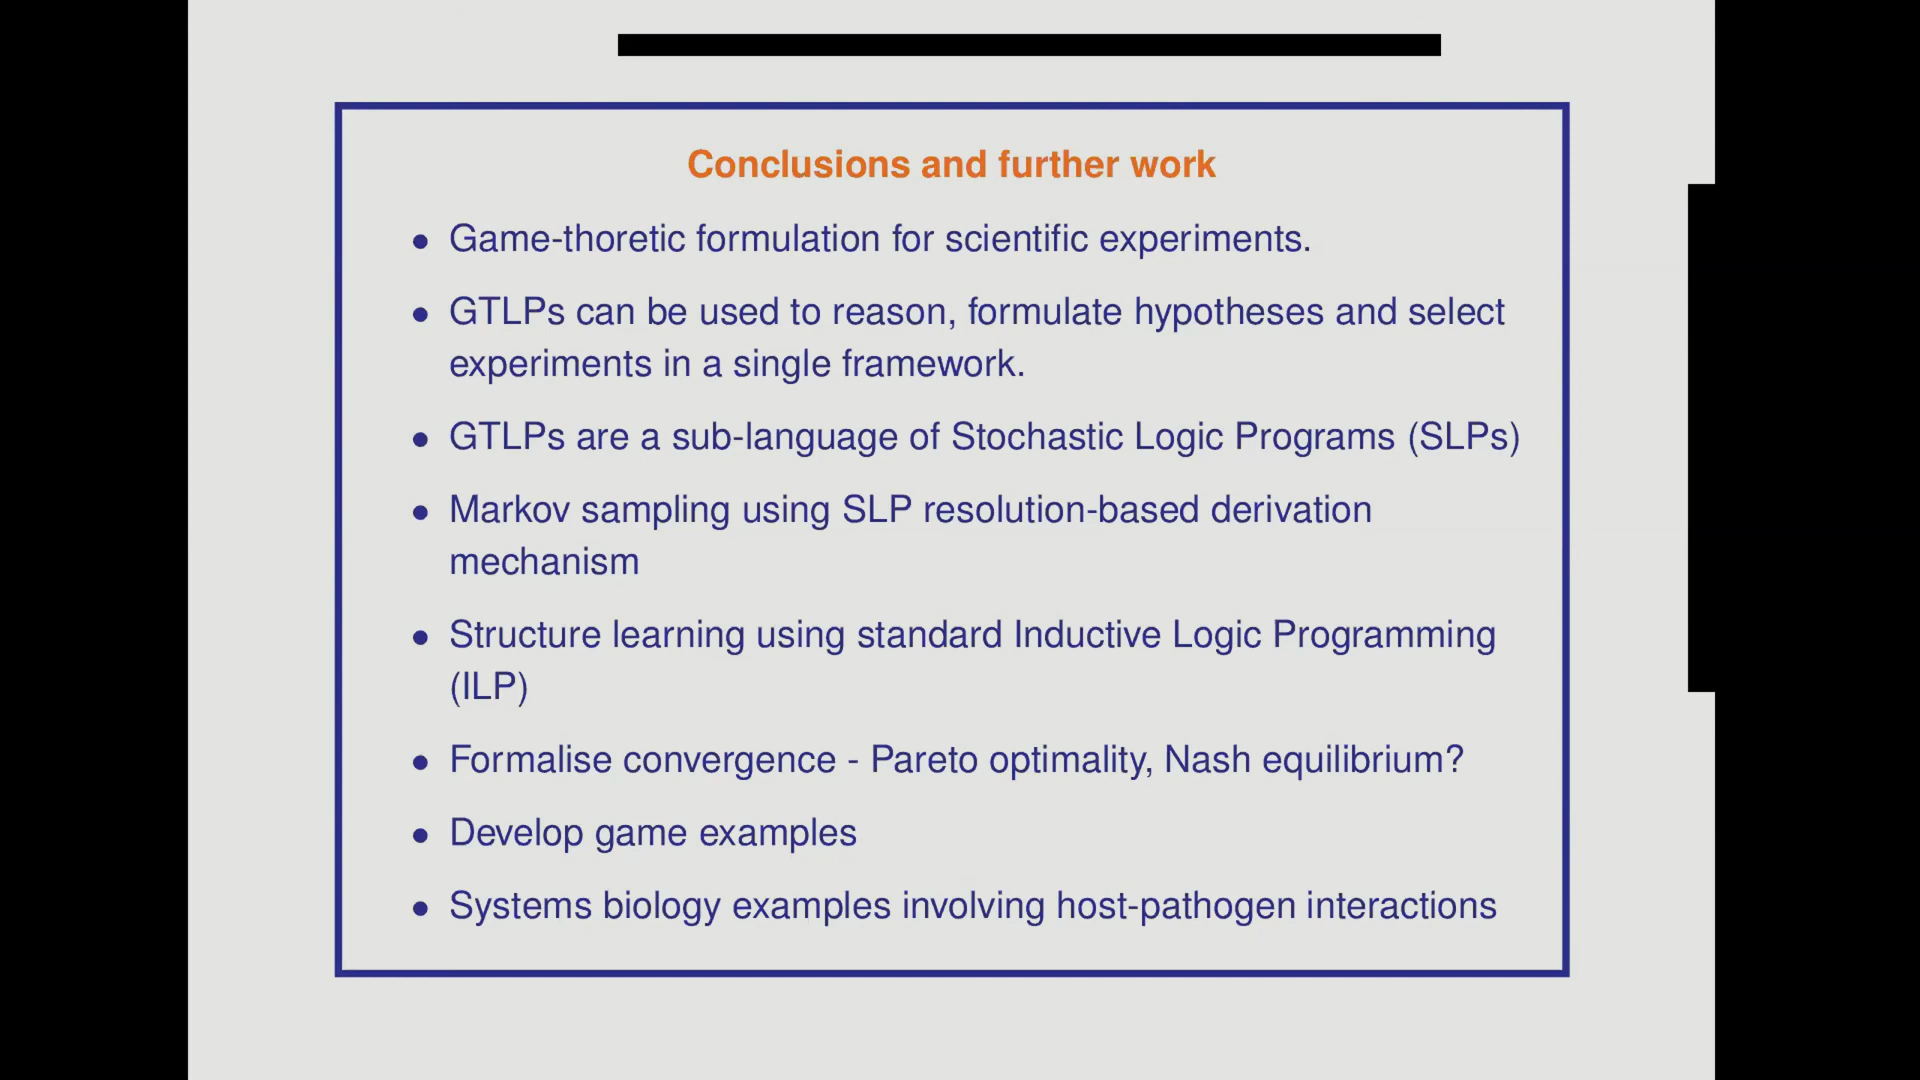 Conclusions and further work
• Game-thoretic formulation for scientific experiments.
• GTLPs can be used to reason, formulate hypotheses and select
experiments in a single framework.
• GTLPs are a sub-language of Stochastic Logic Programs (SLPs)
• Markov sampling using SLP resolution-based derivation
mechanism
• Structure learning using standard Inductive Logic Programming
(ILP)
• Formalise convergence - Pareto optimality, Nash equilibrium?
• Develop game examples
• Systems biology examples involving host-pathogen interactions